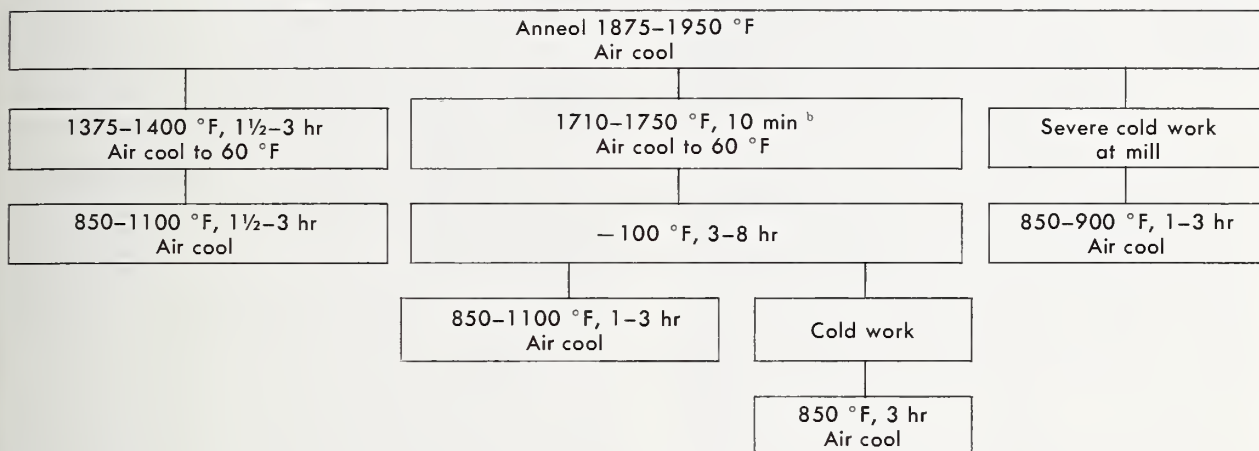 Anneol 1875–1950 °F
Air cool
1375–1400 °F, 1½–3 hr
Air cool to 60 °F
1710–1750 °F, 10 min ᵇ
Air cool to 60 °F
Severe cold work
at mill
850–1100 °F, 1½–3 hr
Air cool
—100 °F, 3–8 hr
850–900 °F, 1–3 hr
Air cool
850–1100 °F, 1–3 hr
Air cool
Cold work
850 °F, 3 hr
Air cool